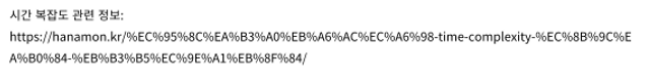 시간 복잡도 관련 정보:
https://hanamon.kr/%EC%95%8C%EA%B3%A0%EB%A6%AC%EC%A6%98-time-complexity-%EC%8B%9C%E
A%B0%84-%EB%B3%B5%EC%9E%A1%EB%8F%84/